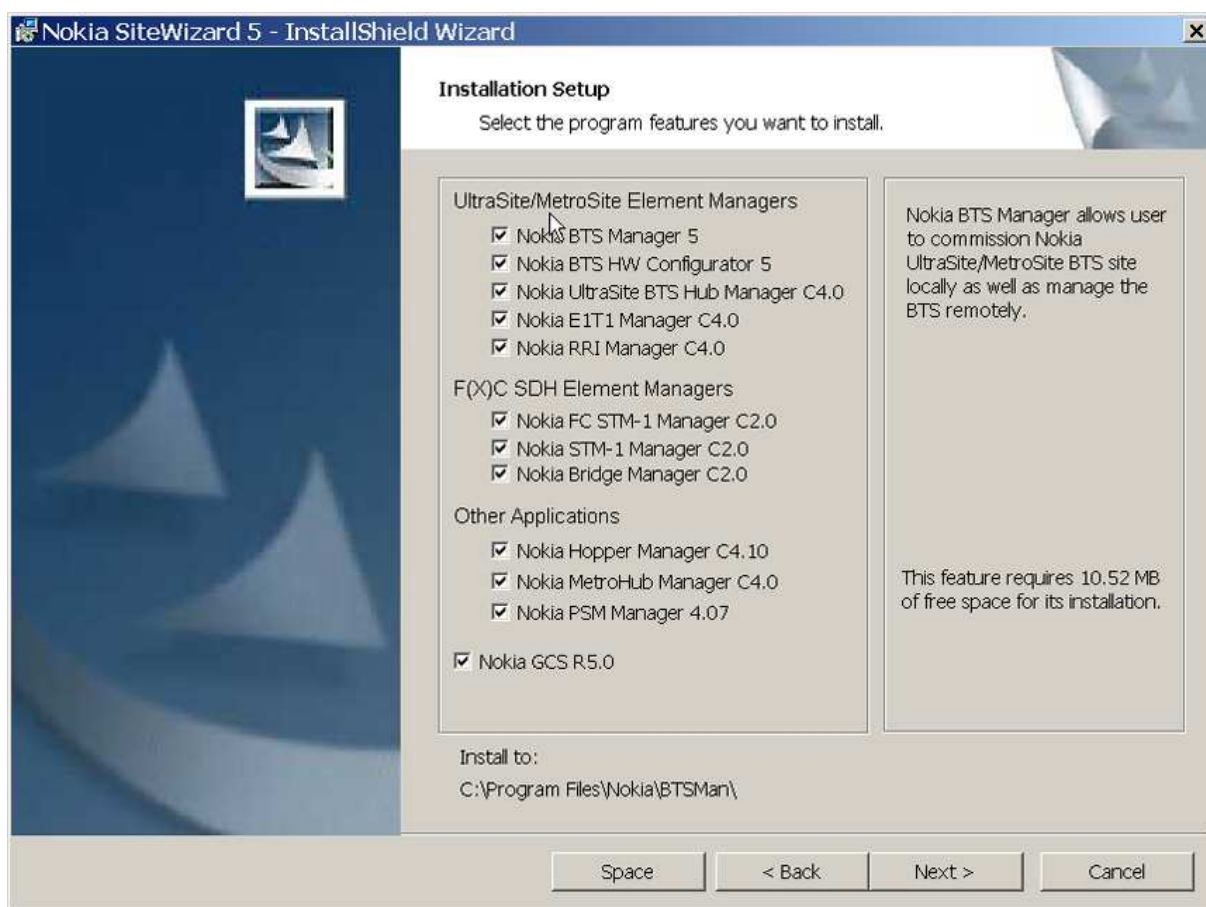 Nokia SiteWizard 5 - InstallShield Wizard
Installation Setup
Select the program features you want to install.
UltraSite/MetroSite Element Managers
Nokia BTS Manager 5
Nokia BTS HW Configurator 5
Nokia UltraSite BTS Hub Manager C4.0
Nokia E1T1 Manager C4.0
Nokia RRI Manager C4.0
F(X)C SDH Element Managers
Nokia FC STM-1 Manager C2.0
Nokia STM-1 Manager C2.0
Nokia Bridge Manager C2.0
Other Applications
Nokia Hopper Manager C4.10
Nokia MetroHub Manager C4.0
Nokia PSM Manager 4.07
Nokia GCS R5.0
Nokia BTS Manager allows user
to commission Nokia
UltraSite/MetroSite BTS site
locally as well as manage the
BTS remotely.
This feature requires 10.52 MB
of free space for its installation.
Install to:
C:\Program Files\Nokia\BTSMan\
Space
< Back
Next >
Cancel